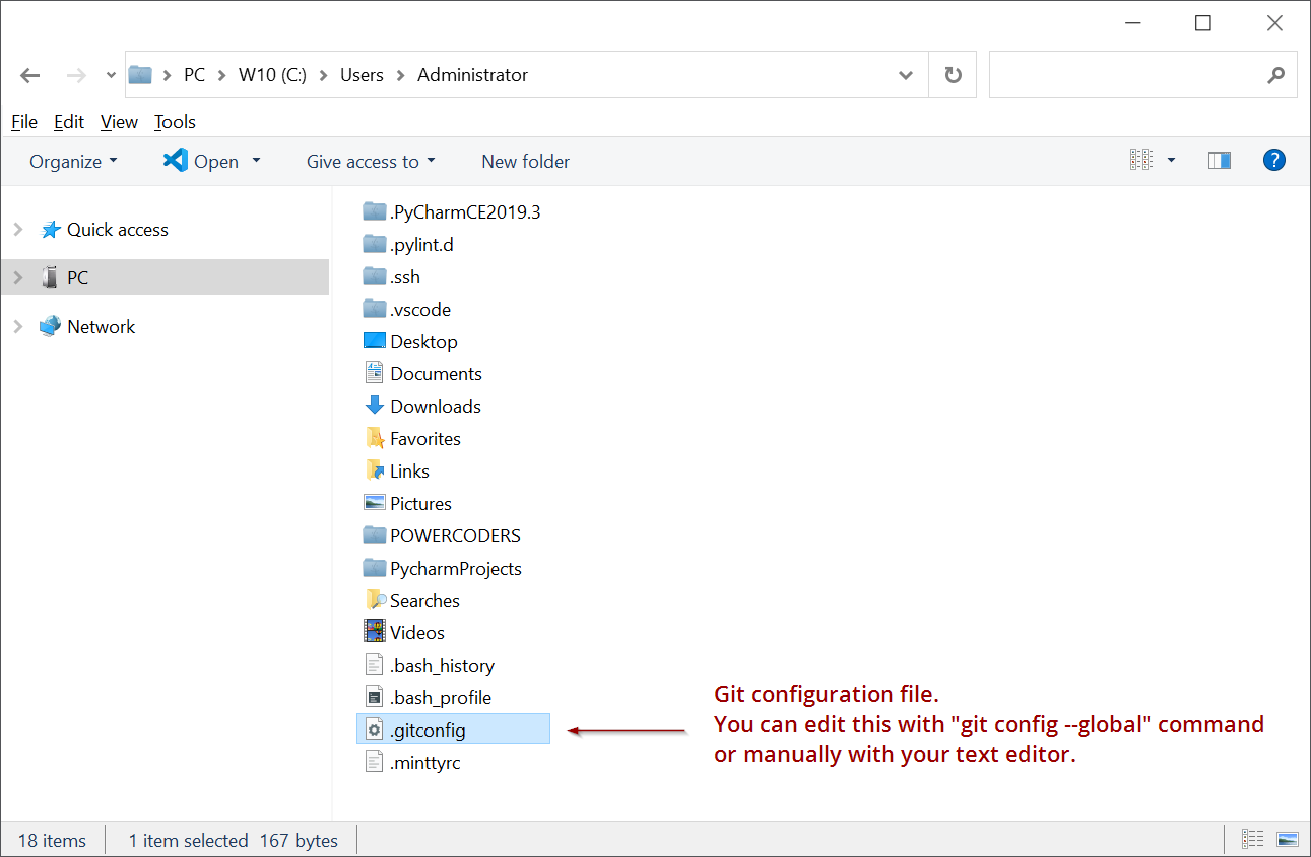 PC
W10 (C:)
Users
Administrator
File Edit View Tools
Organize Open Give access to New folder
?
Quick access
PC
Network
.PyCharmCE2019.3
.pylint.d
.ssh
.vscode
Desktop
Documents
Downloads
Favorites
Links
Pictures
POWERCODERS
PycharmProjects
Searches
Videos
.bash_history
.bash_profile
.gitconfig
.minttyrc
Git configuration file.
You can edit this with "git config --global" command
or manually with your text editor.
18 items
1 item selected 167 bytes